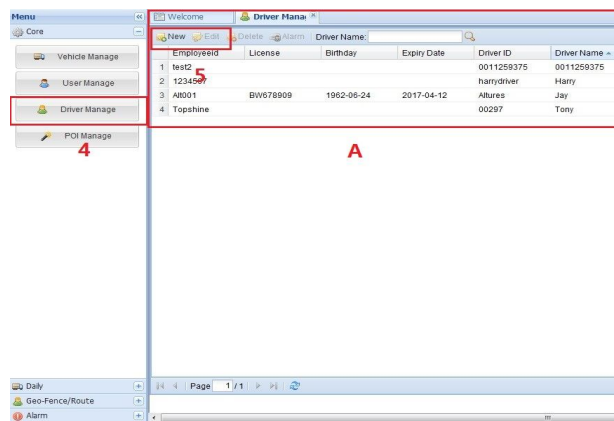 Menu
Core
Vehicle Manage
User Manage
Driver Manage
POI Manage
4
Daily
Geo-Fence/Route
Alarm
Welcome
Driver Mana
New Edit Delete Alarm Driver Name:
5
Employeeid License Birthday Expiry Date Driver ID Driver Name
1 test2 0011259375 0011259375
2 1234567 harrydriver Harry
3 Alt001 BW678909 1962-06-24 2017-04-12 Altures Jay
4 Topshine 00297 Tony
A
Page 1 / 1